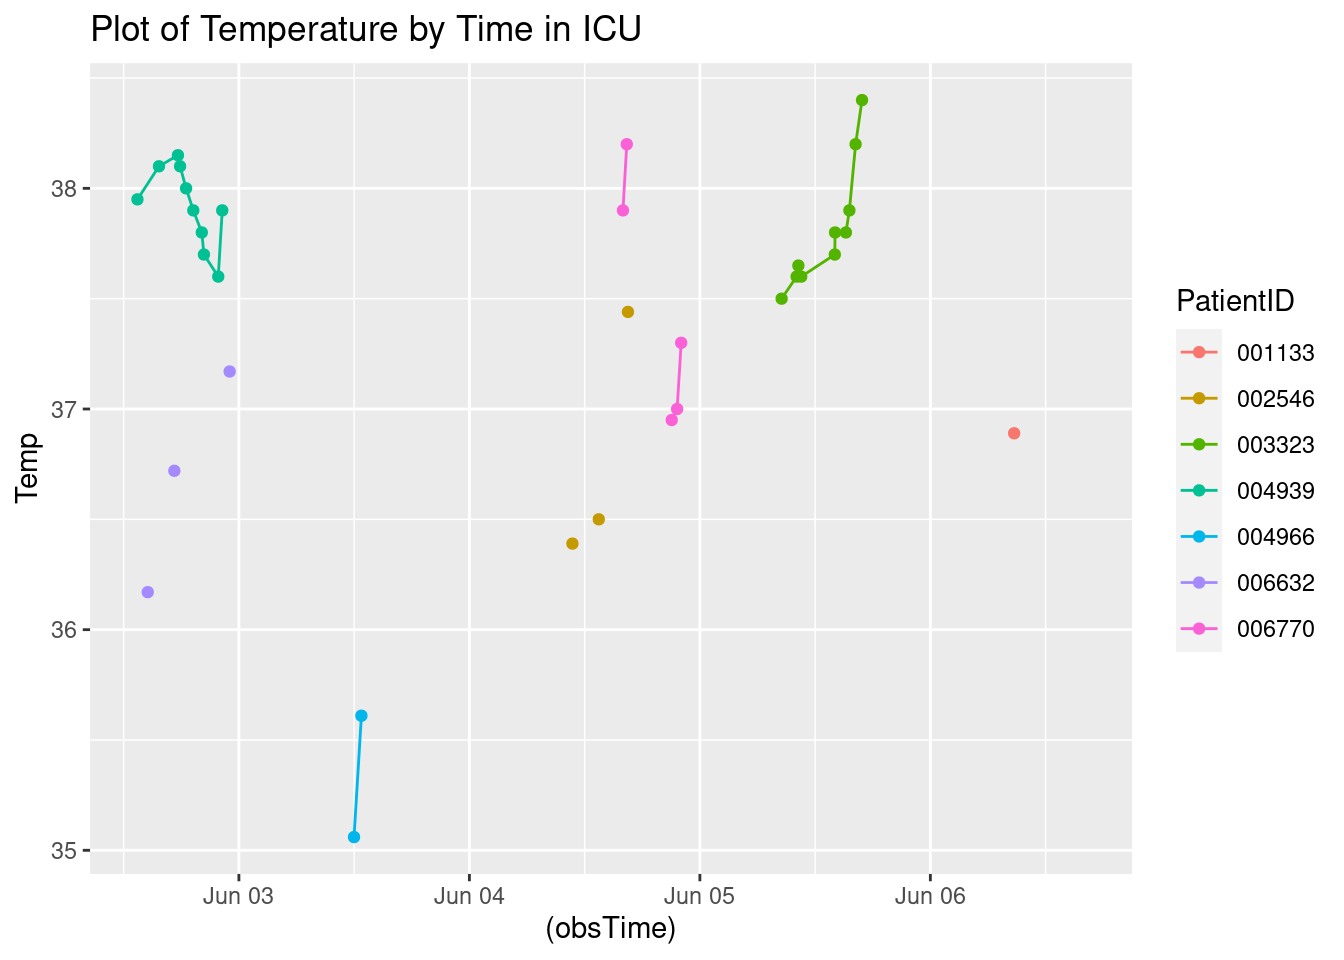 Plot of Temperature by Time in ICU
38
37
36
35
Temp
Jun 03 Jun 04 Jun 05 Jun 06
(obsTime)
PatientID
001133
002546
003323
004939
004966
006632
006770